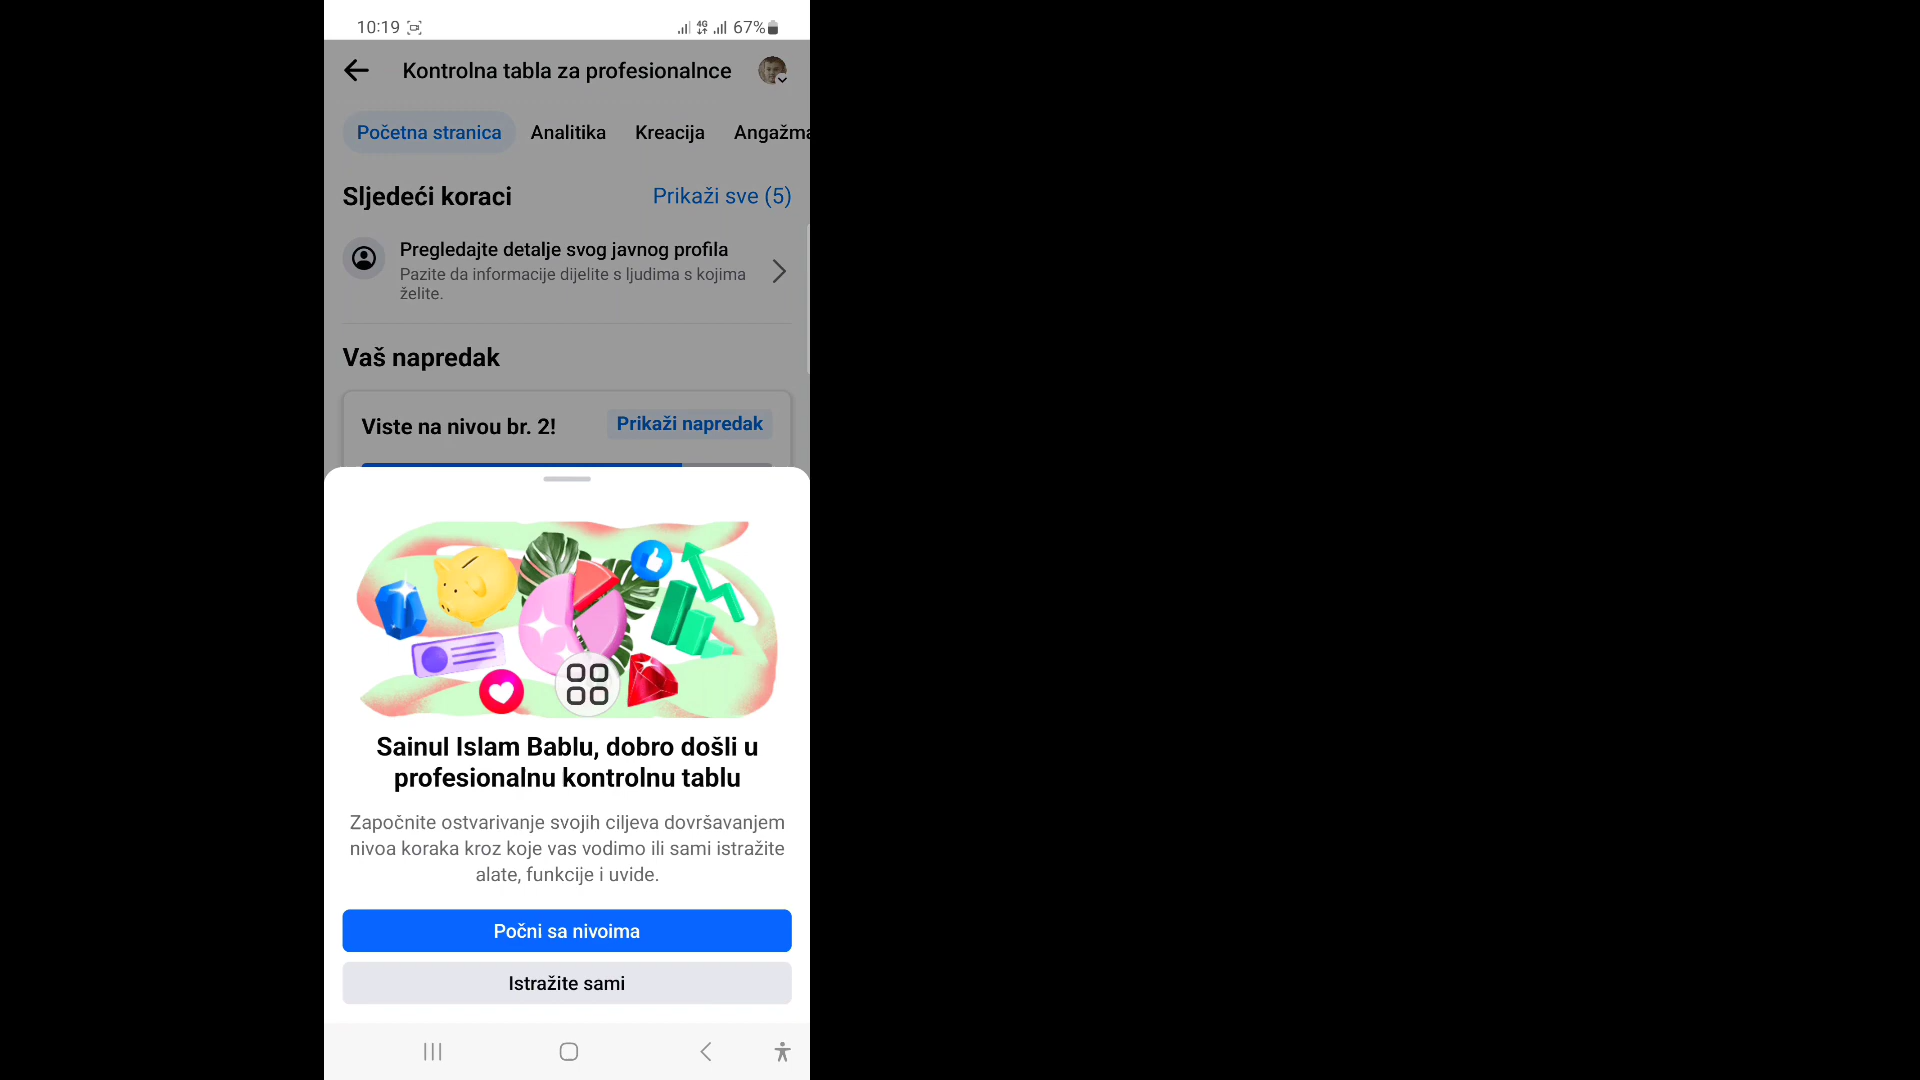 10:19
4G
67%
Kontrolna tabla za profesionalnce
Početna stranica
Analitika
Kreacija
Angažma
Sljedeći koraci
Prikaži sve (5)
Pregledajte detalje svog javnog profila
Pazite da informacije dijelite s ljudima s kojima
želite.
Vaš napredak
Viste na nivou br. 2!
Prikaži napredak
Sainul Islam Bablu, dobro došli u
profesionalnu kontrolnu tablu
Započnite ostvarivanje svojih ciljeva dovršavanjem
nivoa koraka kroz koje vas vodimo ili sami istražite
alate, funkcije i uvide.
Počni sa nivoima
Istražite sami